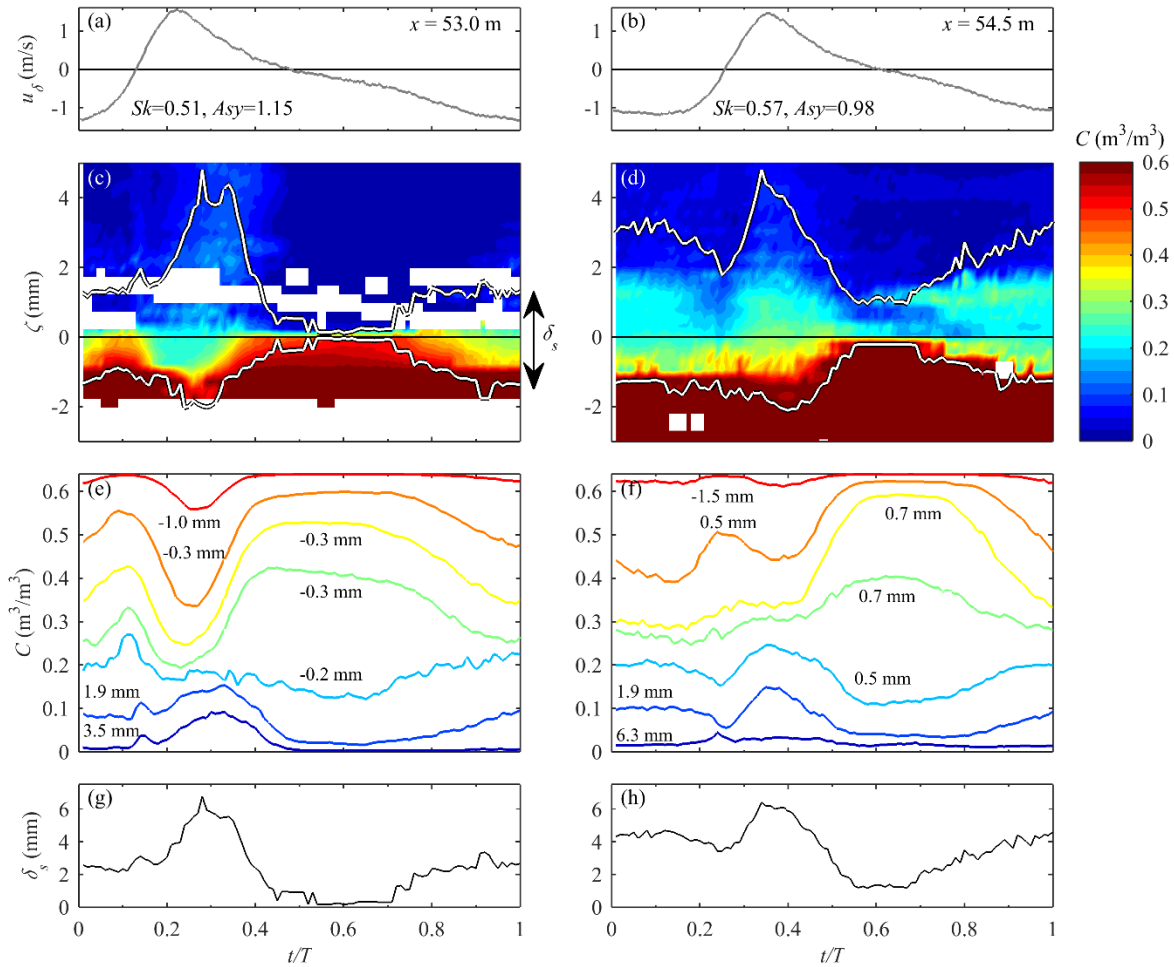 (a)
x = 53.0 m
Sk=0.51, Asy=1.15
1
0
-1
u_δ (m/s)
(b)
x = 54.5 m
Sk=0.57, Asy=0.98
1
0
-1
C (m³/m³)
0.6
0.5
0.4
0.3
0.2
0.1
0
(c)
4
2
0
-2
ζ (mm)
δ_s
(d)
4
2
0
-2
(e)
0.6
0.5
0.4
0.3
0.2
0.1
0
C (m³/m³)
-1.0 mm
-0.3 mm
-0.3 mm
-0.3 mm
-0.2 mm
1.9 mm
3.5 mm
(f)
0.6
0.5
0.4
0.3
0.2
0.1
0
-1.5 mm
0.5 mm
0.7 mm
0.7 mm
0.5 mm
1.9 mm
6.3 mm
(g)
6
4
2
0
δ_s (mm)
0 0.2 0.4 0.6 0.8 1
t/T
(h)
6
4
2
0
0 0.2 0.4 0.6 0.8 1
t/T